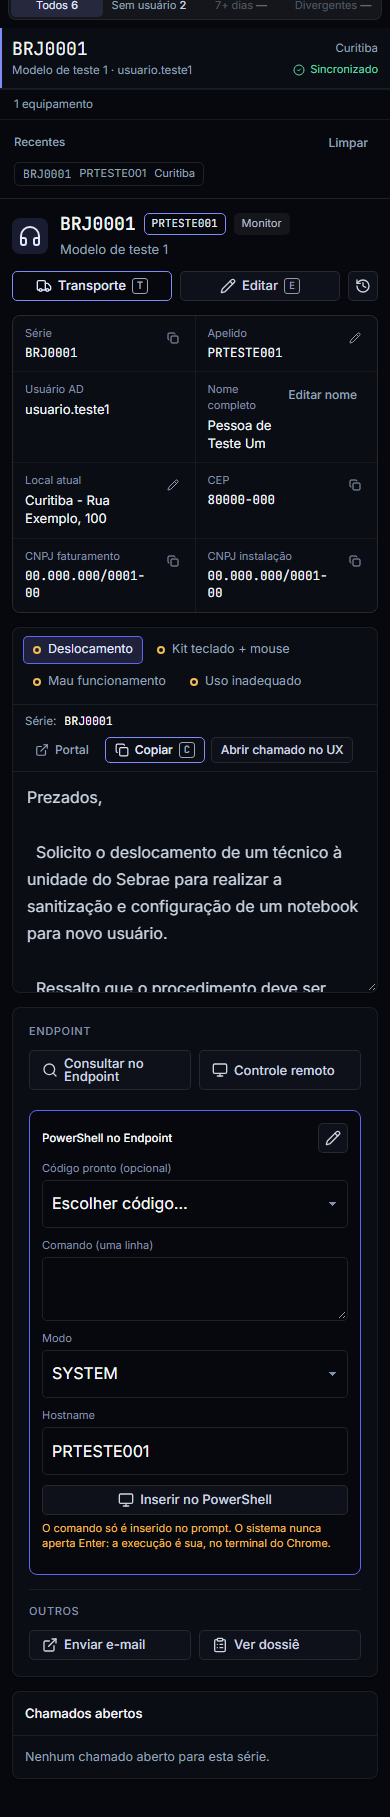 Todos 6
Sem usuário 2
7+ dias —
Divergentes —
BRJ0001
Curitiba
Modelo de teste 1 · usuario.teste1
Sincronizado
1 equipamento
Recentes
Limpar
BRJ0001 PRTESTE001 Curitiba
BRJ0001 PRTESTE001 Monitor
Modelo de teste 1
Transporte T
Editar E
Série
BRJ0001
Apelido
PRTESTE001
Usuário AD
usuario.teste1
Nome
completo
Editar nome
Pessoa de
Teste Um
Local atual
Curitiba - Rua
Exemplo, 100
CEP
80000-000
CNPJ faturamento
00.000.000/0001-
00
CNPJ instalação
00.000.000/0001-
00
Deslocamento
Kit teclado + mouse
Mau funcionamento
Uso inadequado
Série: BRJ0001
Portal
Copiar C
Abrir chamado no UX
Prezados,
Solicito o deslocamento de um técnico à
unidade do Sebrae para realizar a
sanitização e configuração de um notebook
para novo usuário.
Ressalto que o procedimento deve ser
ENDPOINT
Consultar no
Endpoint
Controle remoto
PowerShell no Endpoint
Código pronto (opcional)
Escolher código...
Comando (uma linha)
Modo
SYSTEM
Hostname
PRTESTE001
Inserir no PowerShell
O comando só é inserido no prompt. O sistema nunca
aperta Enter: a execução é sua, no terminal do Chrome.
OUTROS
Enviar e-mail
Ver dossiê
Chamados abertos
Nenhum chamado aberto para esta série.